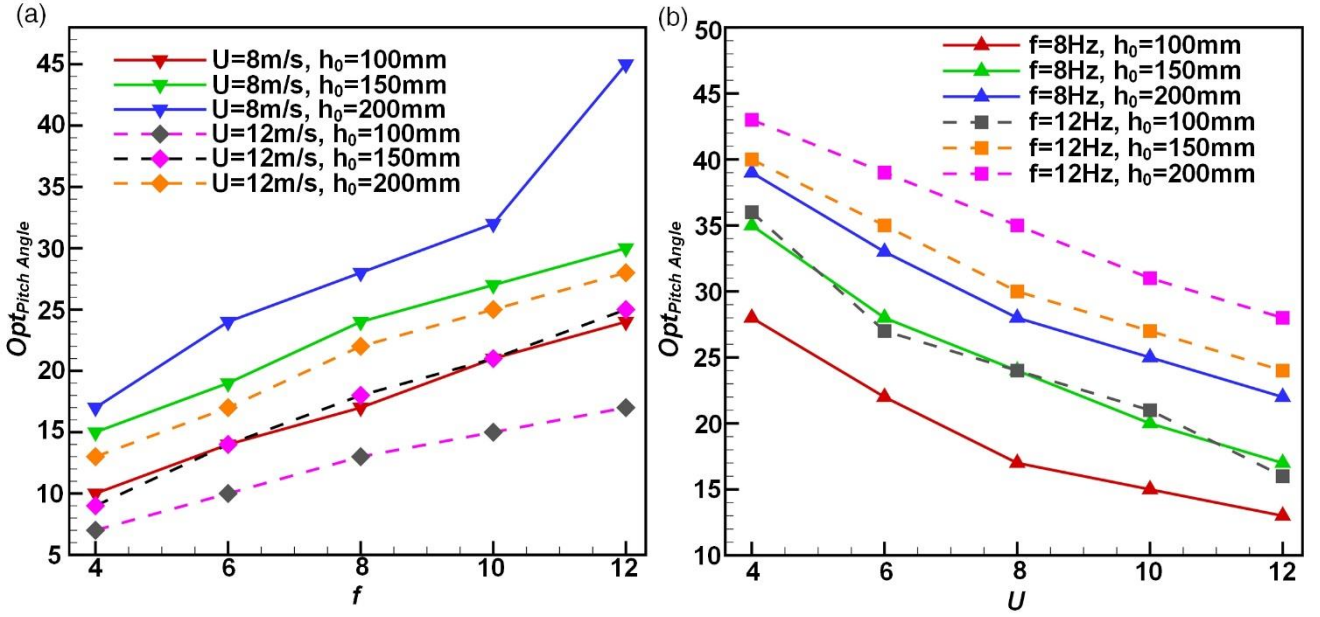 (a)
U=8m/s, h₀=100mm
U=8m/s, h₀=150mm
U=8m/s, h₀=200mm
U=12m/s, h₀=100mm
U=12m/s, h₀=150mm
U=12m/s, h₀=200mm
45
40
35
30
25
20
15
10
5
Opt_Pitch Angle
4 6 8 10 12
f
(b)
f=8Hz, h₀=100mm
f=8Hz, h₀=150mm
f=8Hz, h₀=200mm
f=12Hz, h₀=100mm
f=12Hz, h₀=150mm
f=12Hz, h₀=200mm
50
45
40
35
30
25
20
15
10
Opt_Pitch Angle
4 6 8 10 12
U